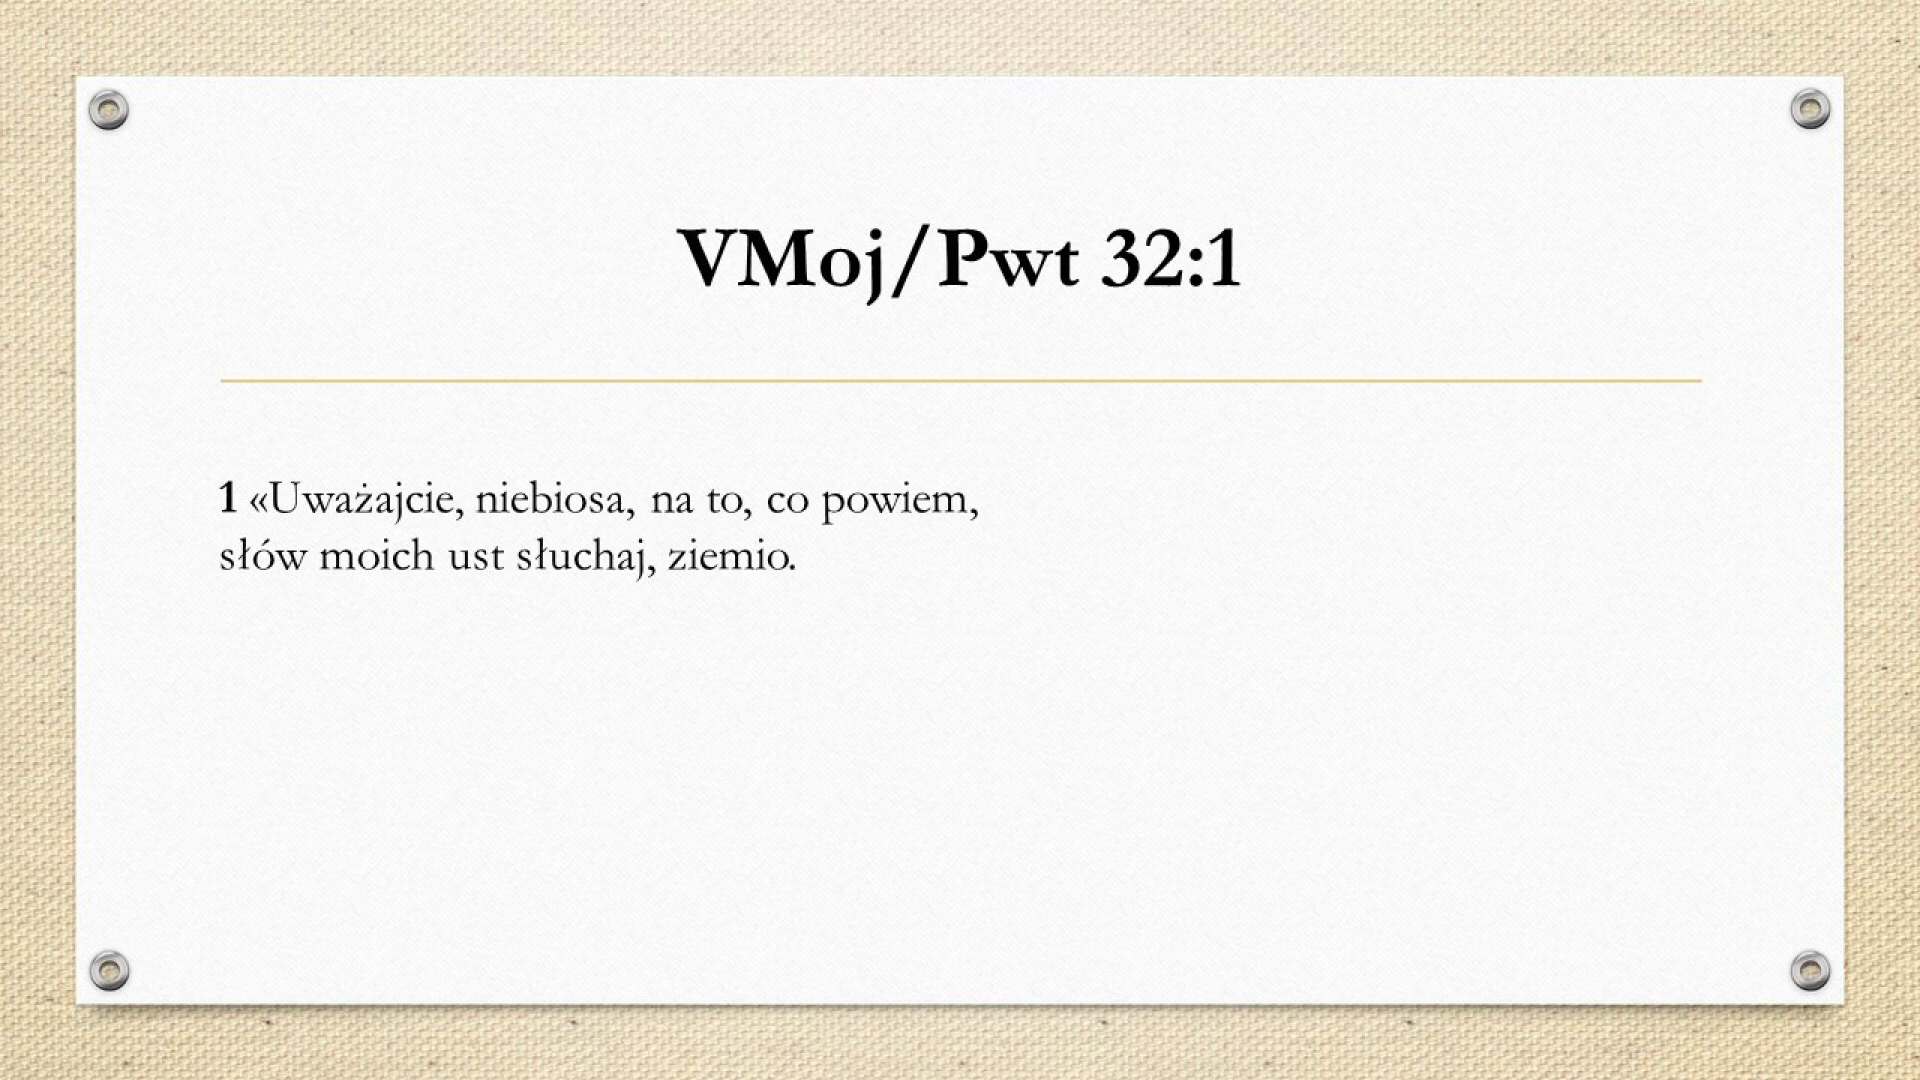 VMoj/Pwt 32:1
1 «Uważajcie, niebiosa, na to, co powiem,
słów moich ust słuchaj, ziemio.